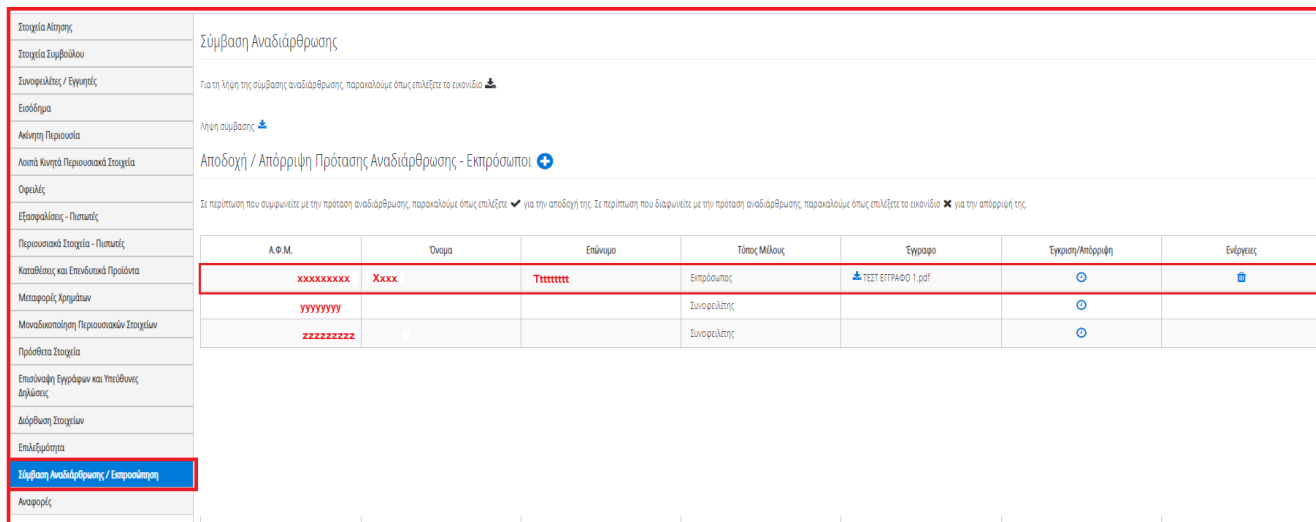 Στοιχεία Αίτησης
Στοιχεία Συμβούλου
Συνοφειλέτες / Εγγυητές
Εισόδημα
Ακίνητη Περιουσία
Λοιπά Κινητά Περιουσιακά Στοιχεία
Οφειλές
Εξασφαλίσεις - Πιστωτές
Περιουσιακά Στοιχεία - Πιστωτές
Καταθέσεις και Επενδυτικά Προϊόντα
Μεταφορές Χρημάτων
Μοναδικοποίηση Περιουσιακών Στοιχείων
Πρόσθετα Στοιχεία
Επισύναψη Εγγράφων και Υπεύθυνες
Δηλώσεις
Διόρθωση Στοιχείων
Επιλεξιμότητα
Σύμβαση Αναδιάρθρωσης / Εκπροσώπηση
Αναφορές
Σύμβαση Αναδιάρθρωσης
Για τη λήψη της σύμβασης αναδιάρθρωσης, παρακαλούμε όπως επιλέξετε το εικονίδιο .
Λήψη σύμβασης
Αποδοχή / Απόρριψη Πρότασης Αναδιάρθρωσης - Εκπρόσωποι
Σε περίπτωση που συμφωνείτε με την πρόταση αναδιάρθρωσης, παρακαλούμε όπως επιλέξετε ✔ για την αποδοχή της. Σε περίπτωση που διαφωνείτε με την πρόταση αναδιάρθρωσης, παρακαλούμε όπως επιλέξετε το εικονίδιο ✖ για την απόρριψή της.
Α.Φ.Μ. Όνομα Επώνυμο Τύπος Μέλους Έγγραφο Έγκριση/Απόρριψη Ενέργειες
xxxxxxxxx Xxxx Tttttttt Εκπρόσωπος ΤΕΣΤ ΕΓΓΡΑΦΟ 1.pdf
yyyyyyyy Συνοφειλέτης
zzzzzzzzz Συνοφειλέτης